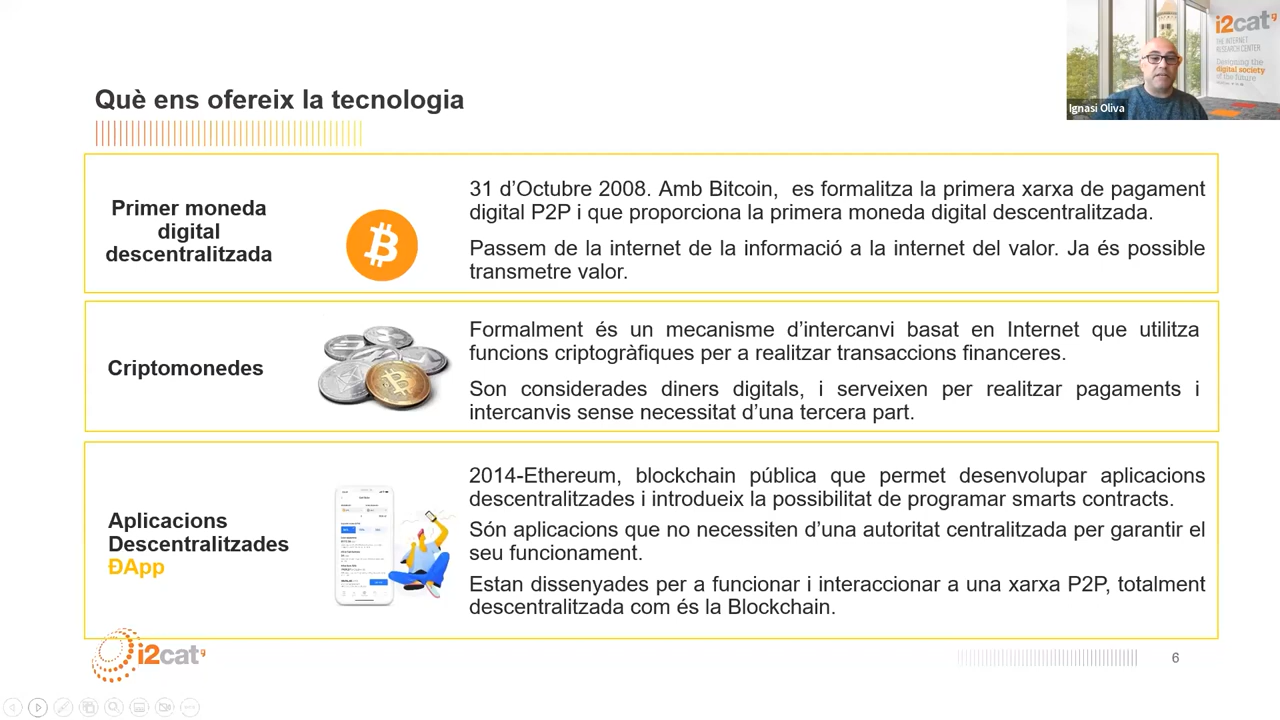 i2cat
THE INTERNET
RESEARCH CENTER
Designing the
digital society
of the future
Ignasi Oliva
Què ens ofereix la tecnologia
Primer moneda
digital
descentralitzada
31 d’Octubre 2008. Amb Bitcoin, es formalitza la primera xarxa de pagament
digital P2P i que proporciona la primera moneda digital descentralitzada.
Passem de la internet de la informació a la internet del valor. Ja és possible
transmetre valor.
Criptomonedes
Formalment és un mecanisme d’intercanvi basat en Internet que utilitza
funcions criptogràfiques per a realitzar transaccions financeres.
Son considerades diners digitals, i serveixen per realitzar pagaments i
intercanvis sense necessitat d’una tercera part.
Aplicacions
Descentralitzades
ĐApp
2014-Ethereum, blockchain pública que permet desenvolupar aplicacions
descentralitzades i introdueix la possibilitat de programar smarts contracts.
Són aplicacions que no necessiten d’una autoritat centralitzada per garantir el
seu funcionament.
Estan dissenyades per a funcionar i interaccionar a una xarxa P2P, totalment
descentralitzada com és la Blockchain.
i2cat
6